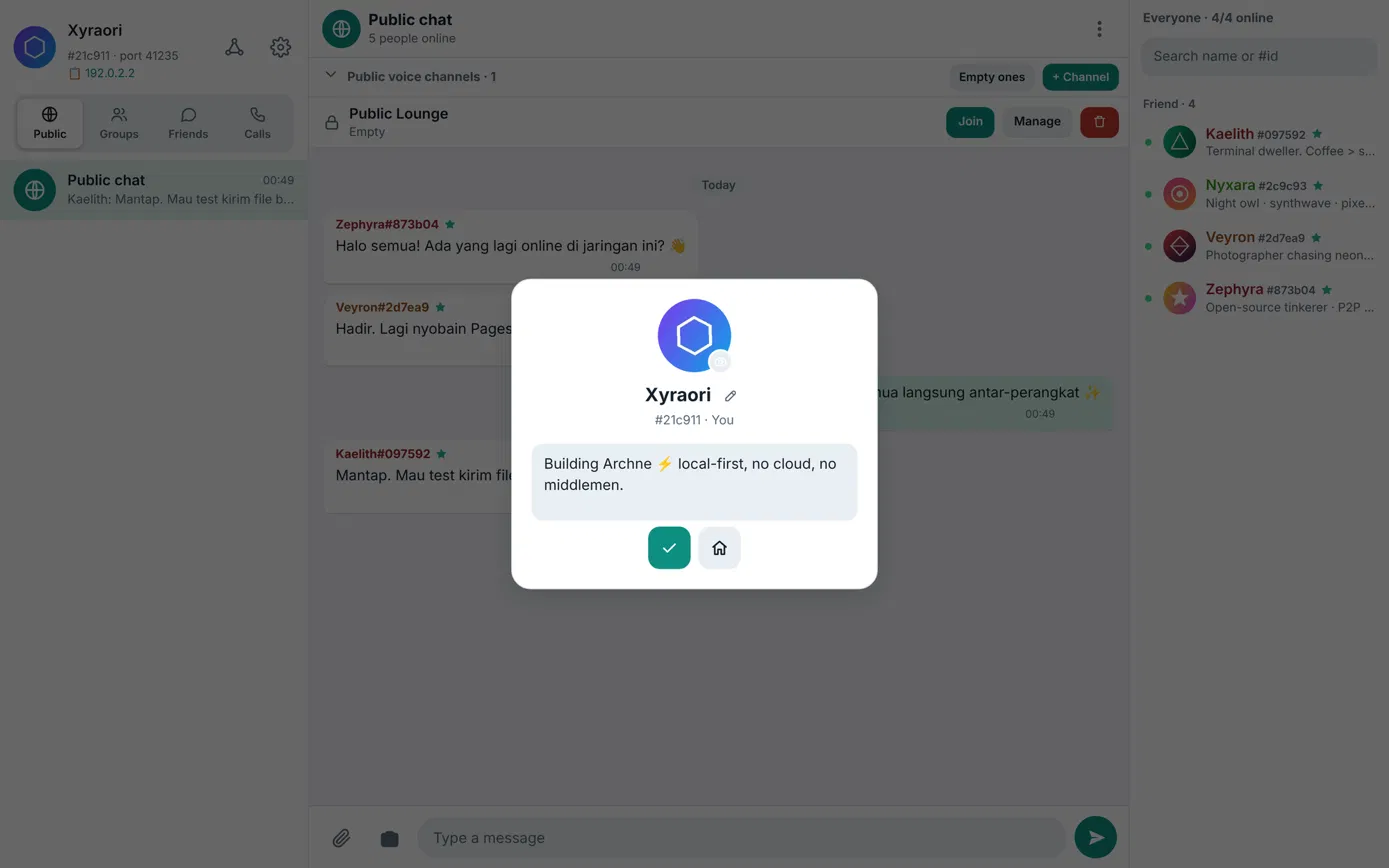 Xyraori
#21c911 · port 41235
📋 192.0.2.2
Public
Groups
Friends
Calls
Public chat
00:49
Kaelith: Mantap. Mau test kirim file b...
Public chat
5 people online
Public voice channels · 1
Empty ones
+ Channel
Public Lounge
Empty
Join
Manage
Today
Zephyra#873b04
Halo semua! Ada yang lagi online di jaringan ini? 👋
00:49
Veyron#2d7ea9
Hadir. Lagi nyobain Pages
langsung antar-perangkat ✨
00:49
Kaelith#097592
Mantap. Mau test kirim file
Xyraori
#21c911 · You
Building Archne ⚡ local-first, no cloud, no
middlemen.
Type a message
Everyone · 4/4 online
Search name or #id
Friend · 4
Kaelith #097592
Terminal dweller. Coffee > s...
Nyxara #2c9c93
Night owl · synthwave · pixe...
Veyron #2d7ea9
Photographer chasing neon...
Zephyra #873b04
Open-source tinkerer · P2P ...